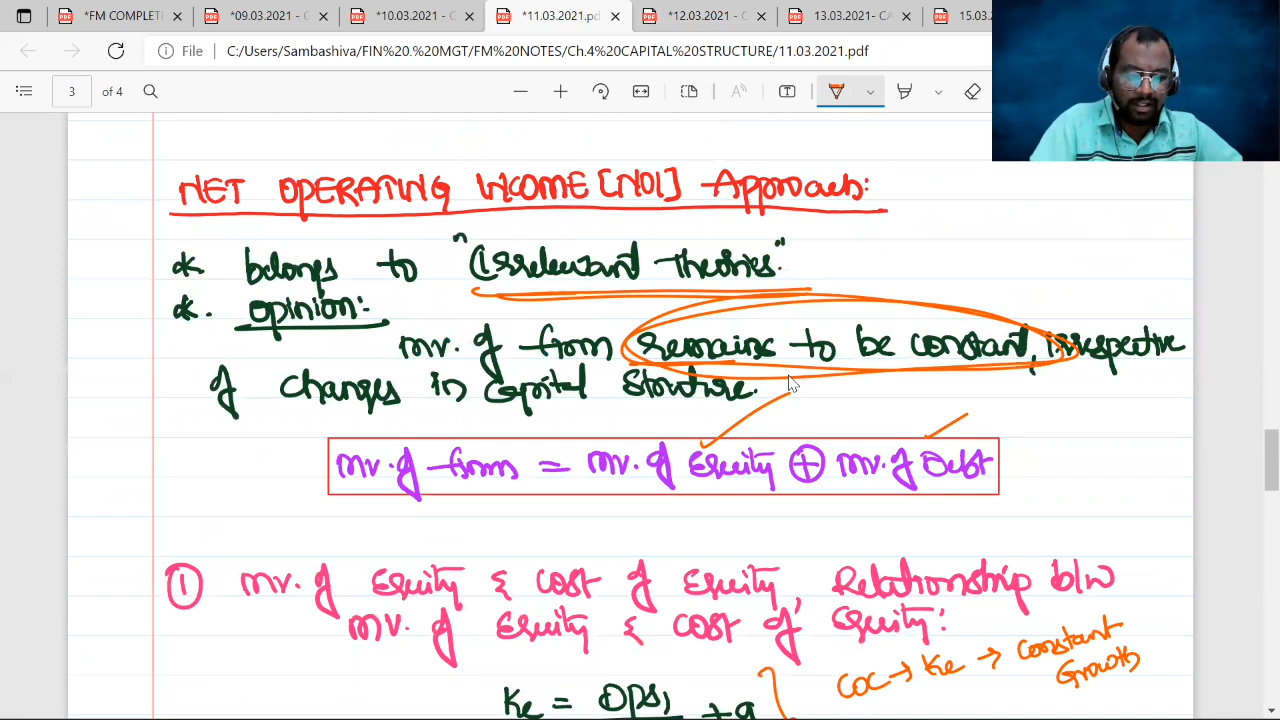 *FM COMPLETE
*09.03.2021 - C
*10.03.2021 - C
*11.03.2021.pd
*12.03.2021 - C
13.03.2021- CA
15.03
File C:/Users/Sambashiva/FIN%20.%20MGT/FM%20NOTES/Ch.4%20CAPITAL%20STRUCTURE/11.03.2021.pdf
3 of 4
NET OPERATING INCOME [NOI] Approach:
* belongs to "Irrelevant Theories."
*. opinion:
mv. of firm remains to be constant, irrespective
of changes in Capital Structure.
mv. of firm = mv. of Equity + mv. of Debt
① mv. of Equity & cost of Equity, Relationship b/w
mv. of Equity & cost of Equity:
COC → Ke → Constant
Growth
Ke = DPS₁ + g